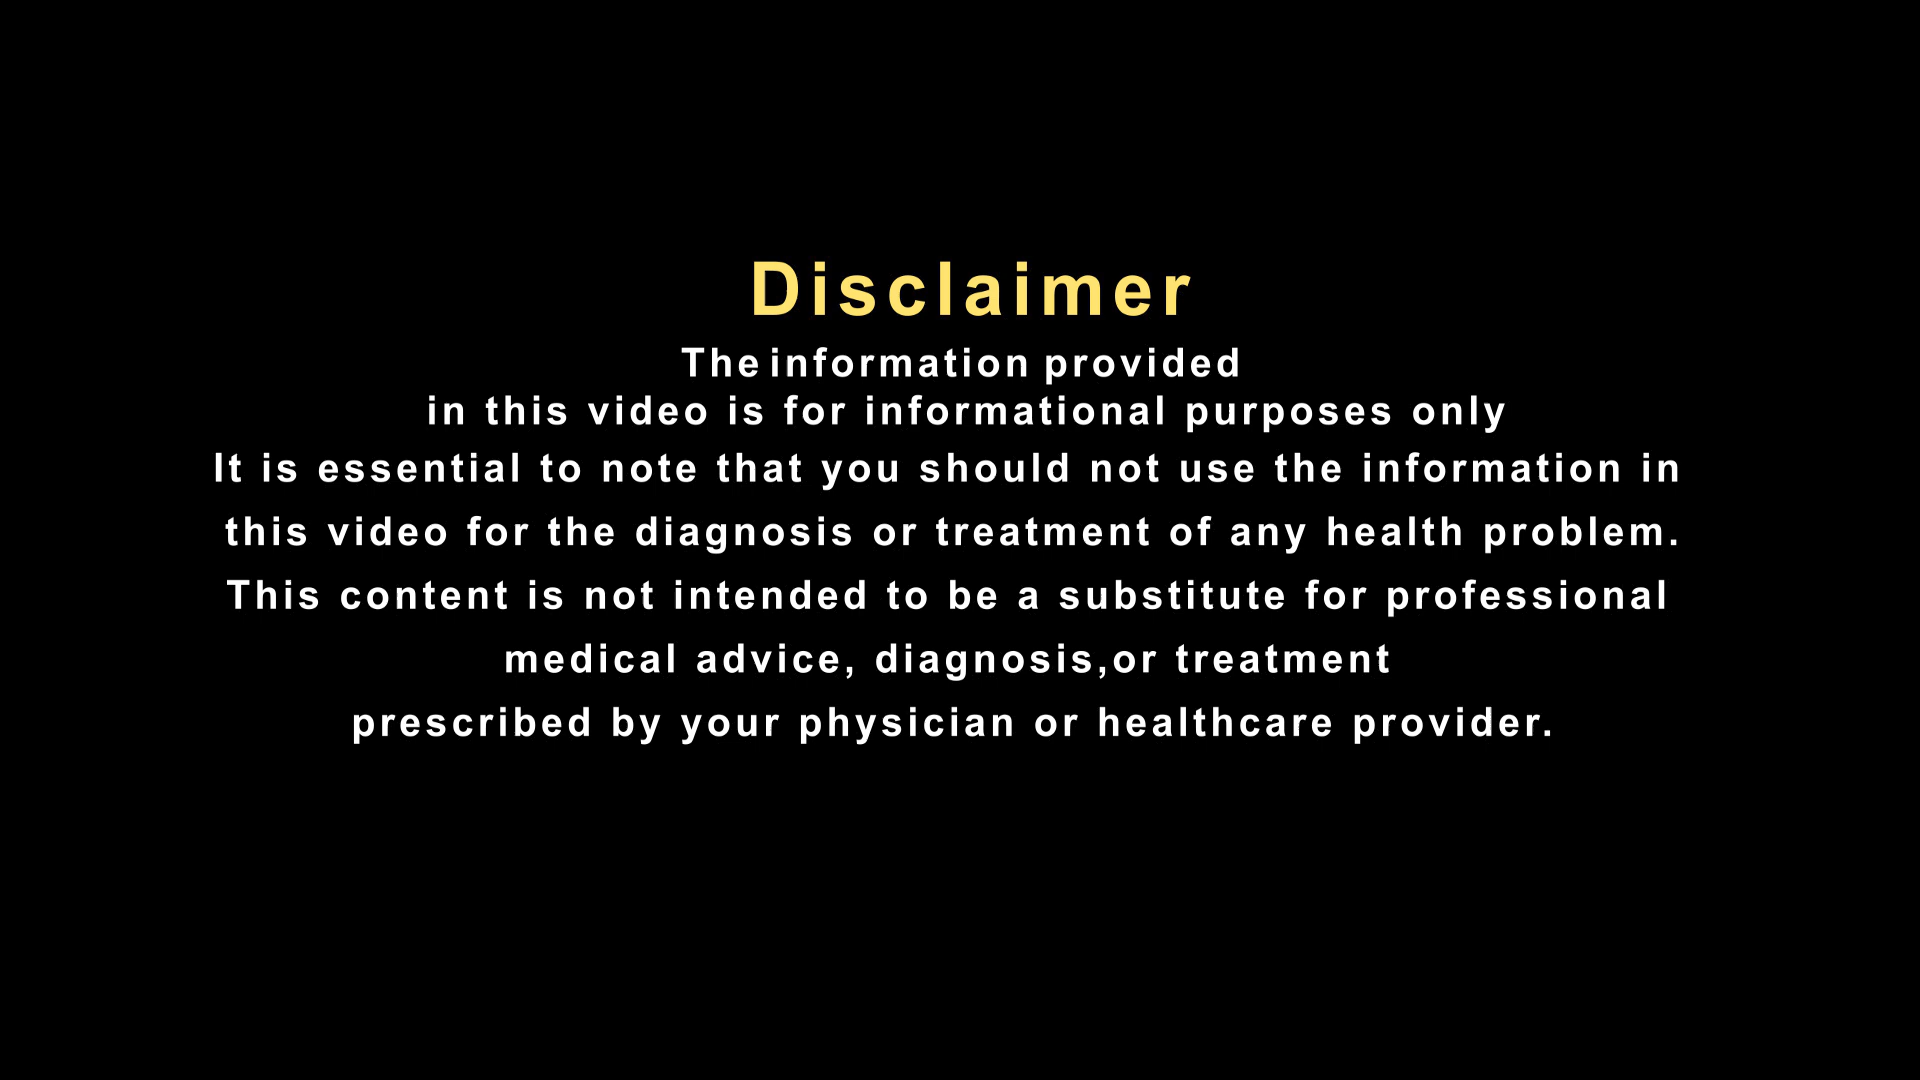 Disclaimer
The information provided
in this video is for informational purposes only
It is essential to note that you should not use the information in
this video for the diagnosis or treatment of any health problem.
This content is not intended to be a substitute for professional
medical advice, diagnosis,or treatment
prescribed by your physician or healthcare provider.